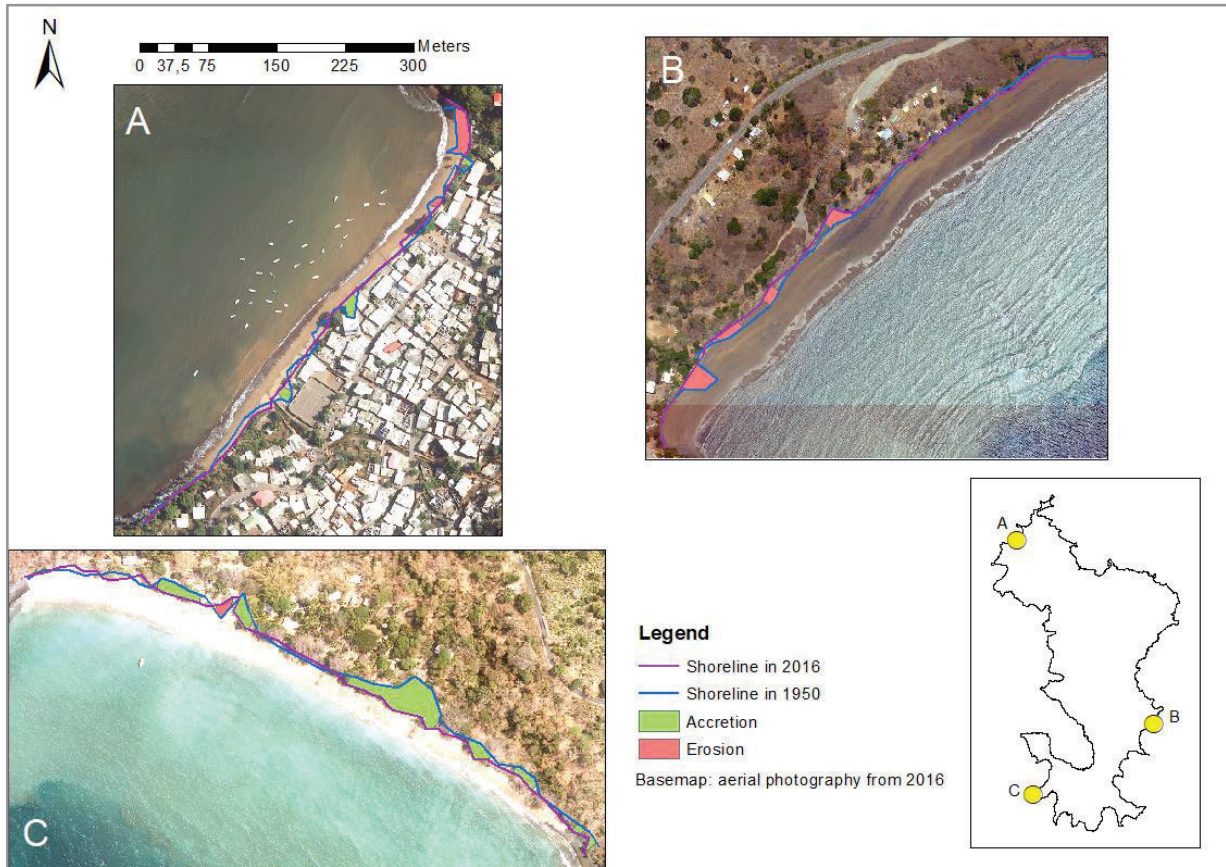 N
Meters
0 37,5 75 150 225 300
A
B
C
A
B
C
Legend
Shoreline in 2016
Shoreline in 1950
Accretion
Erosion
Basemap: aerial photography from 2016